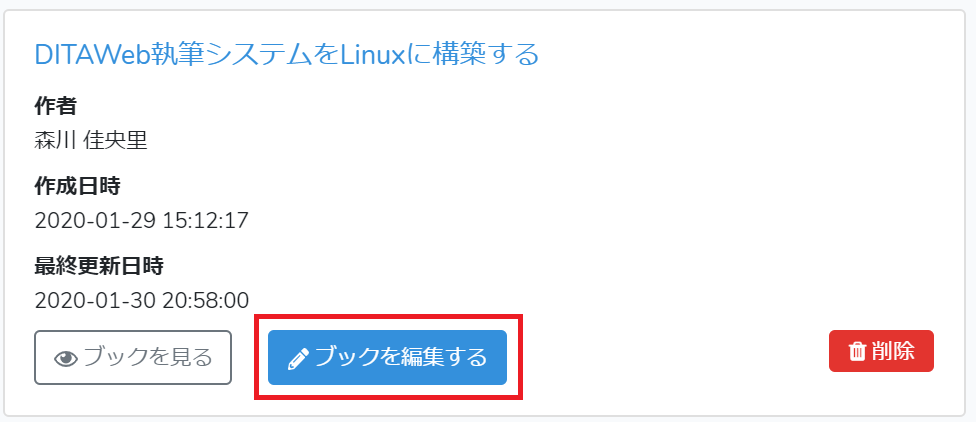 DITAWeb執筆システムをLinuxに構築する
作者
森川 佳央里
作成日時
2020-01-29 15:12:17
最終更新日時
2020-01-30 20:58:00
ブックを見る
ブックを編集する
削除